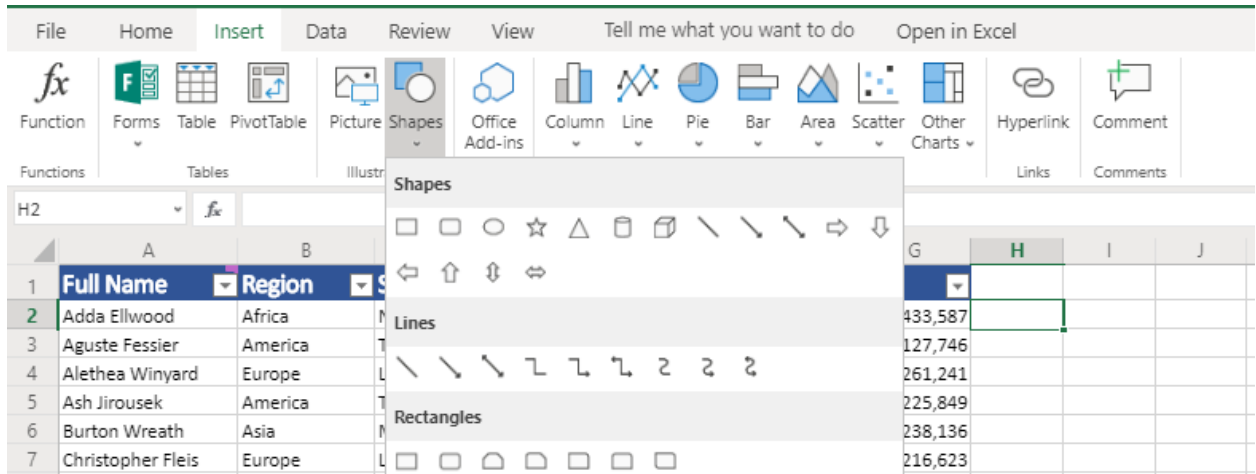 File Home Insert Data Review View Tell me what you want to do Open in Excel
fx
Function Forms Table PivotTable Picture Shapes Office Add-ins Column Line Pie Bar Area Scatter Other Charts Hyperlink Comment
Functions Tables Illustr Links Comments
H2 fx
Shapes
A B G H I J
1 Full Name Region S
2 Adda Ellwood Africa 433,587
Lines
3 Aguste Fessier America 127,746
4 Alethea Winyard Europe 261,241
5 Ash Jirousek America 225,849
Rectangles
6 Burton Wreath Asia 238,136
7 Christopher Fleis Europe 216,623